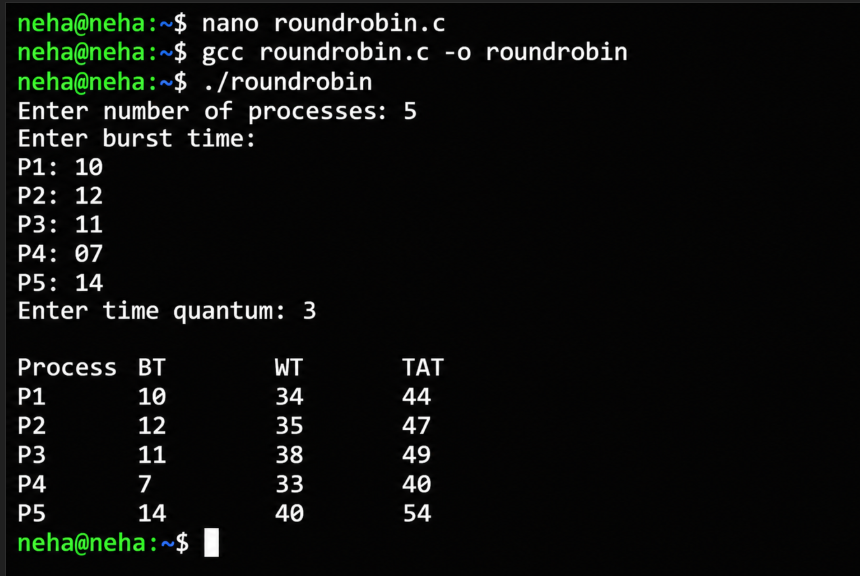 neha@neha:~$ nano roundrobin.c
neha@neha:~$ gcc roundrobin.c -o roundrobin
neha@neha:~$ ./roundrobin
Enter number of processes: 5
Enter burst time:
P1: 10
P2: 12
P3: 11
P4: 07
P5: 14
Enter time quantum: 3

Process BT WT TAT
P1 10 34 44
P2 12 35 47
P3 11 38 49
P4 7 33 40
P5 14 40 54
neha@neha:~$